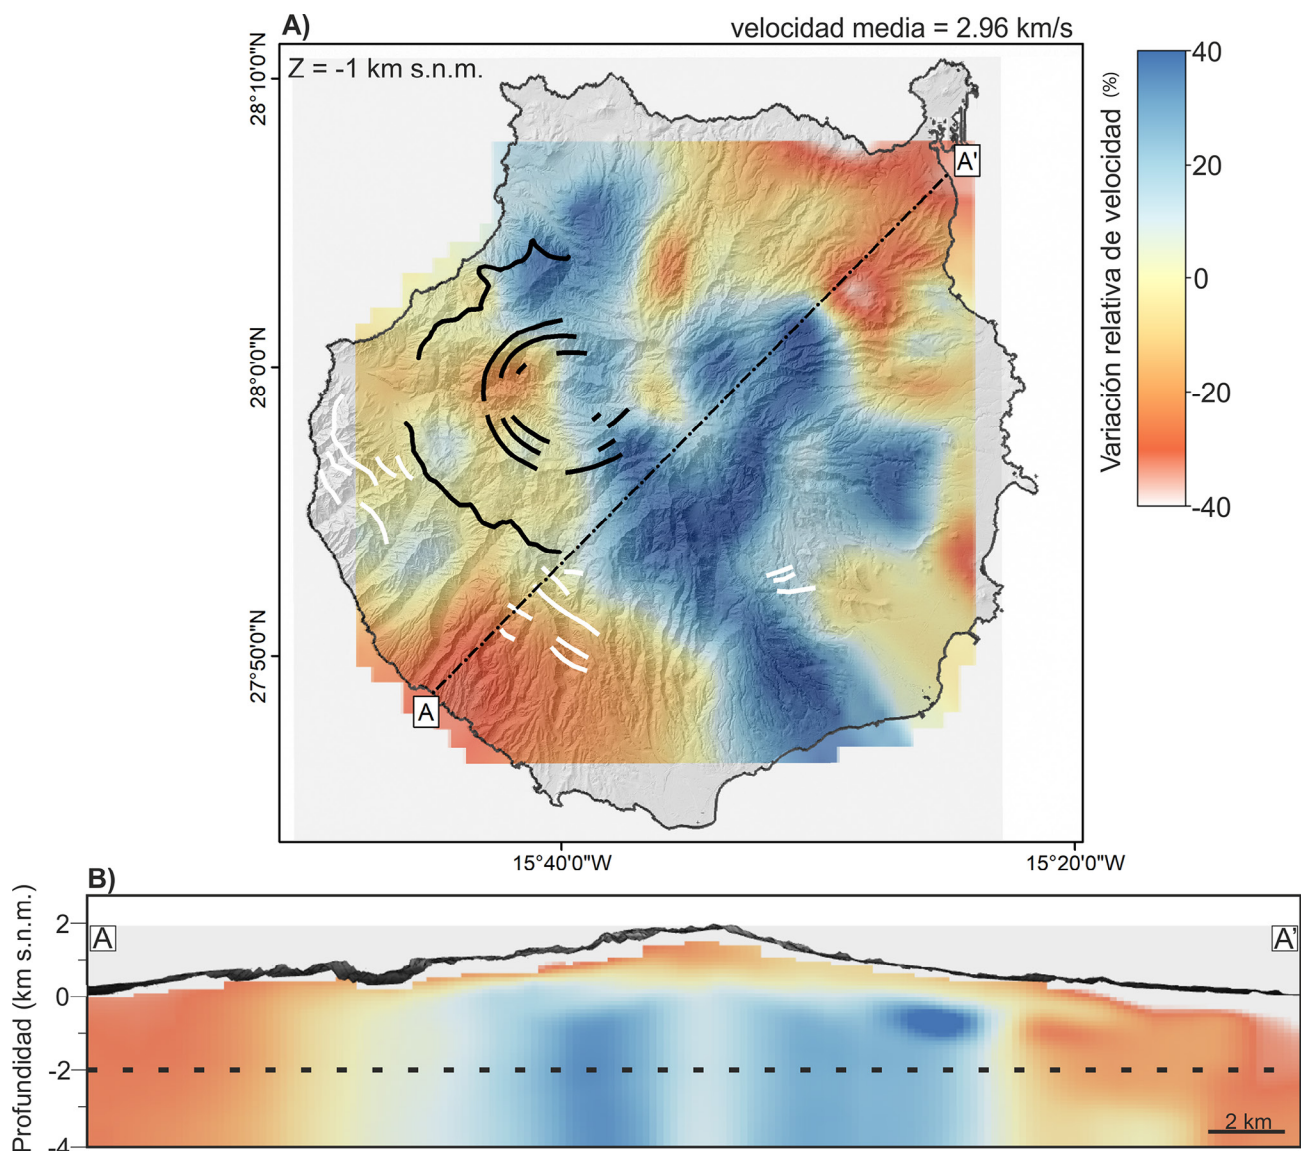 A)
velocidad media = 2.96 km/s
Z = -1 km s.n.m.
28°10'0"N
28°0'0"N
27°50'0"N
15°40'0"W
15°20'0"W
A'
A
40
20
0
-20
-40
Variación relativa de velocidad (%)
B)
A
A'
2
0
-2
-4
Profundidad (km s.n.m.)
2 km